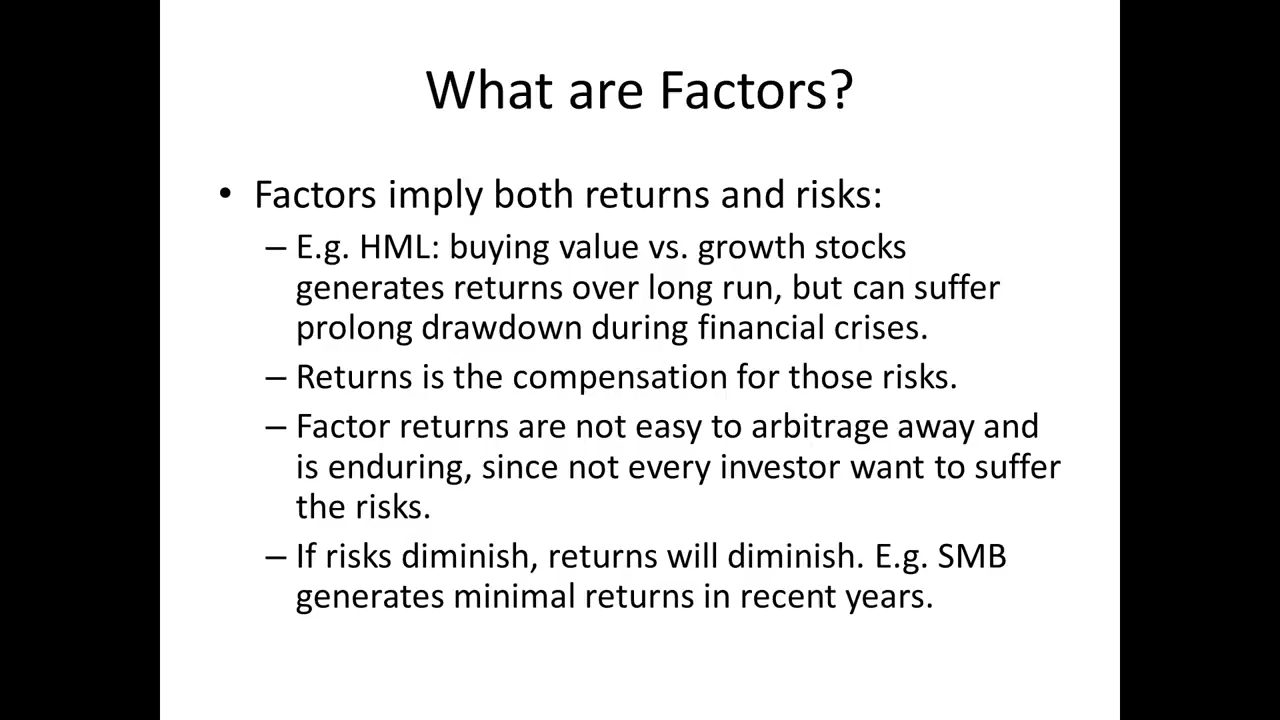 What are Factors?
• Factors imply both returns and risks:
– E.g. HML: buying value vs. growth stocks
generates returns over long run, but can suffer
prolong drawdown during financial crises.
– Returns is the compensation for those risks.
– Factor returns are not easy to arbitrage away and
is enduring, since not every investor want to suffer
the risks.
– If risks diminish, returns will diminish. E.g. SMB
generates minimal returns in recent years.